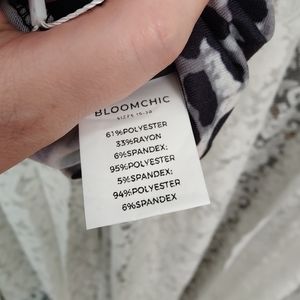 BLOOMCHIC
SIZES 10-30
61%POLYESTER
33%RAYON
6%SPANDEX;
95%POLYESTER
5%SPANDEX;
94%POLYESTER
6%SPANDEX